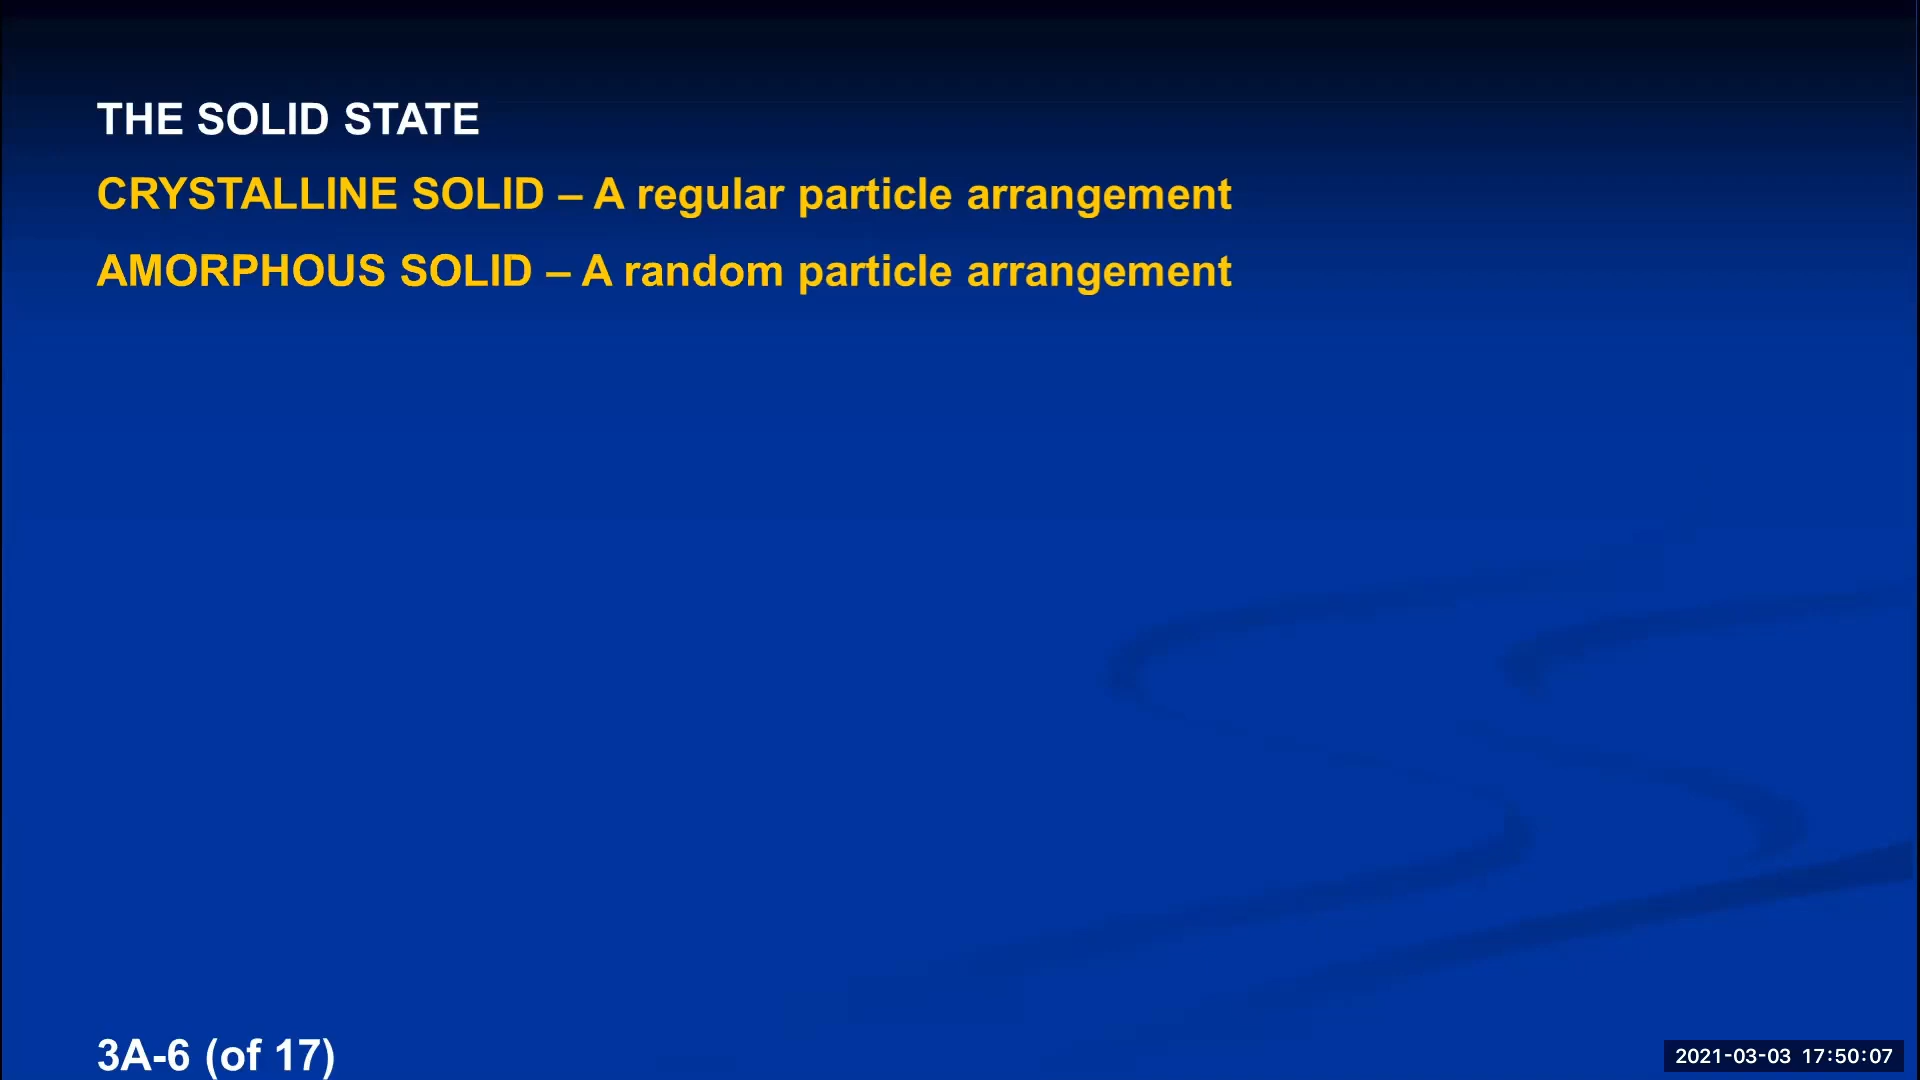 THE SOLID STATE
CRYSTALLINE SOLID – A regular particle arrangement
AMORPHOUS SOLID – A random particle arrangement
3A-6 (of 17)
2021-03-03 17:50:07